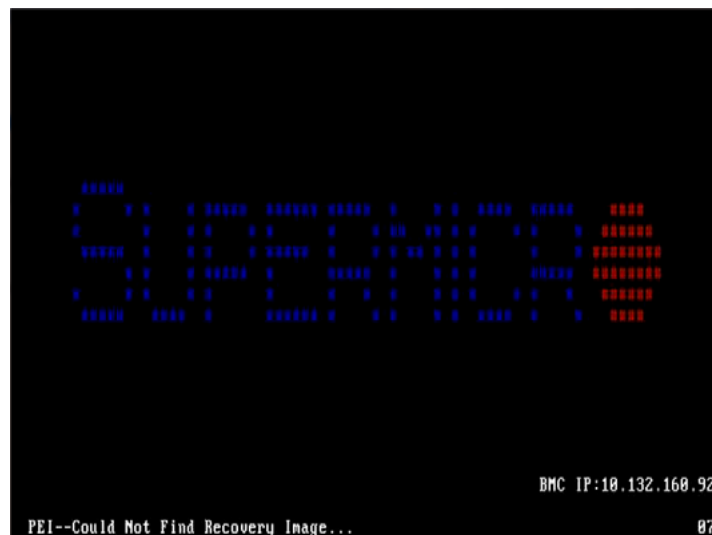 SUPERMICRO
BMC IP:10.132.160.92
PEI--Could Not Find Recovery Image...
07